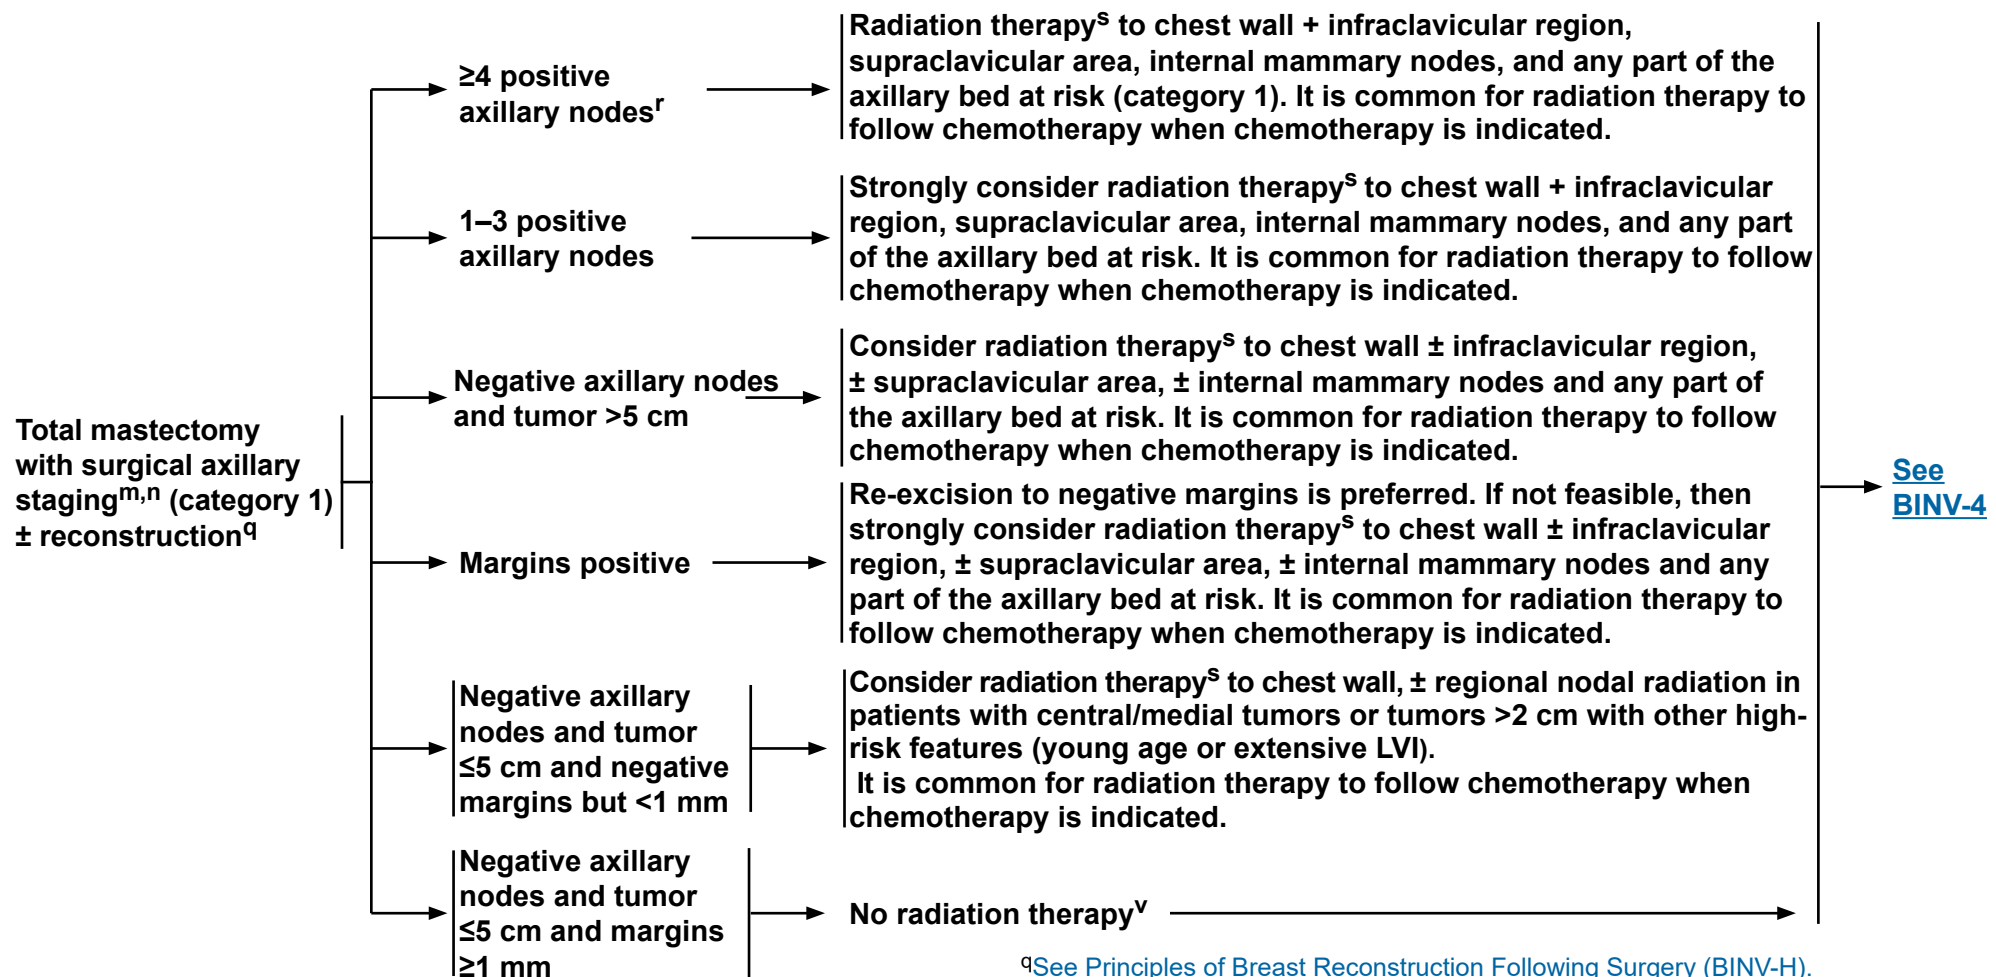 Total mastectomy
with surgical axillary
staging^m,n (category 1)
± reconstruction^q
≥4 positive
axillary nodes^r
Radiation therapy^s to chest wall + infraclavicular region,
supraclavicular area, internal mammary nodes, and any part of the
axillary bed at risk (category 1). It is common for radiation therapy to
follow chemotherapy when chemotherapy is indicated.
1–3 positive
axillary nodes
Strongly consider radiation therapy^s to chest wall + infraclavicular
region, supraclavicular area, internal mammary nodes, and any part
of the axillary bed at risk. It is common for radiation therapy to follow
chemotherapy when chemotherapy is indicated.
Negative axillary nodes
and tumor >5 cm
Consider radiation therapy^s to chest wall ± infraclavicular region,
± supraclavicular area, ± internal mammary nodes and any part of
the axillary bed at risk. It is common for radiation therapy to follow
chemotherapy when chemotherapy is indicated.
Margins positive
Re-excision to negative margins is preferred. If not feasible, then
strongly consider radiation therapy^s to chest wall ± infraclavicular
region, ± supraclavicular area, ± internal mammary nodes and any
part of the axillary bed at risk. It is common for radiation therapy to
follow chemotherapy when chemotherapy is indicated.
Negative axillary
nodes and tumor
≤5 cm and negative
margins but <1 mm
Consider radiation therapy^s to chest wall, ± regional nodal radiation in
patients with central/medial tumors or tumors >2 cm with other high-
risk features (young age or extensive LVI).
It is common for radiation therapy to follow chemotherapy when
chemotherapy is indicated.
Negative axillary
nodes and tumor
≤5 cm and margins
≥1 mm
No radiation therapy^v
See
BINV-4
^qSee Principles of Breast Reconstruction Following Surgery (BINV-H).